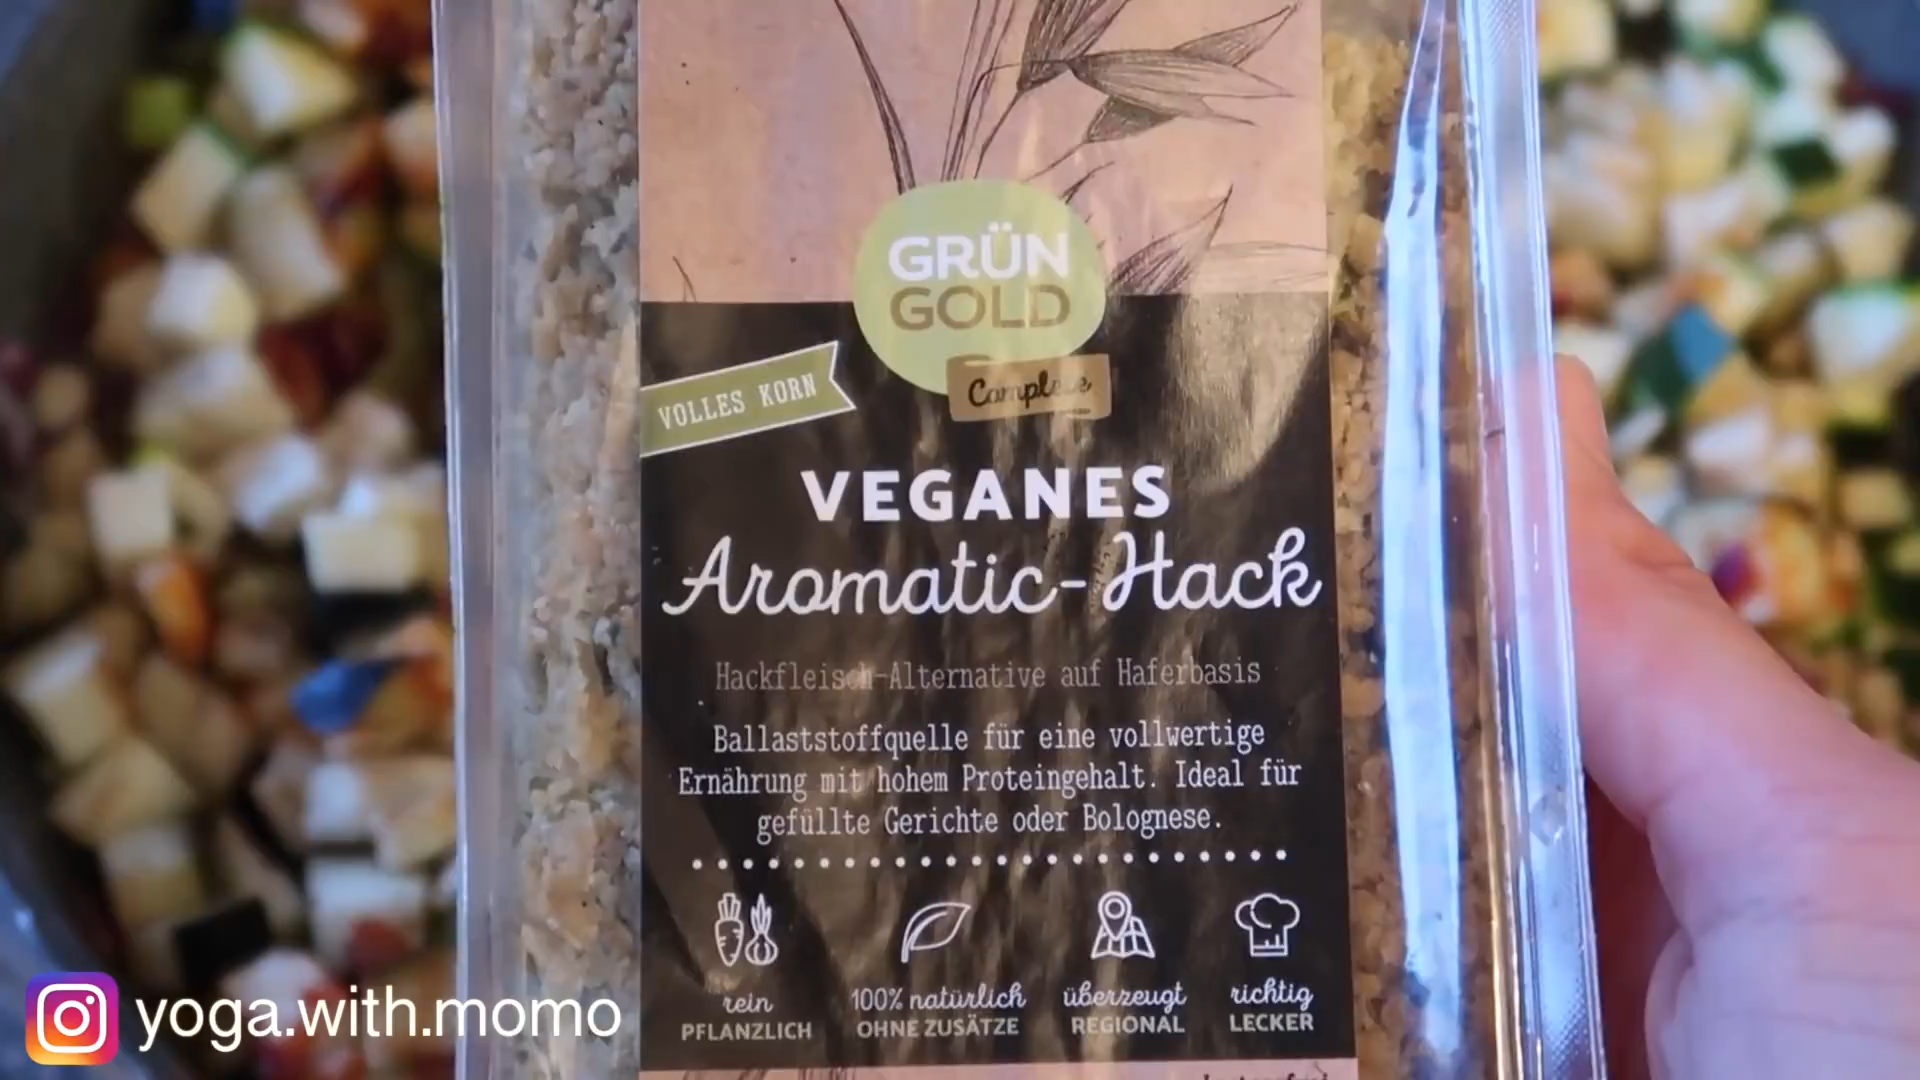 GRÜN
GOLD
Complete
VOLLES KORN
VEGANES
Aromatic-Hack
Hackfleisch-Alternative auf Haferbasis
Ballaststoffquelle für eine vollwertige
Ernährung mit hohem Proteingehalt. Ideal für
gefüllte Gerichte oder Bolognese.
rein
PFLANZLICH
100% natürlich
OHNE ZUSÄTZE
überzeugt
REGIONAL
richtig
LECKER
yoga.with.momo